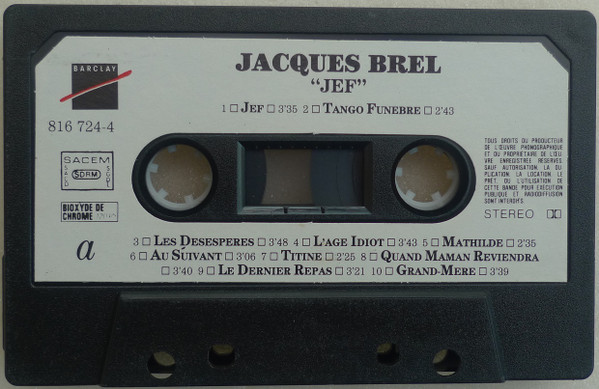 BARCLAY
JACQUES BREL
"JEF"
1 □ JEF □ 3'35 2 □ TANGO FUNEBRE □ 2'43
816 724-4
SACEM
SACD SDRM SGDL
BIOXYDE DE
CHROME
TOUS DROITS DU PRODUCTEUR
DE L'ŒUVRE PHONOGRAPHIQUE
ET DU PROPRIETAIRE DE L'ŒU-
VRE ENREGISTREE RESERVES
SAUF AUTORISATION, LA DU-
PLICATION, LA LOCATION, LE
PRET, OU L'UTILISATION DE
CETTE BANDE POUR EXECUTION
PUBLIQUE ET RADIODIFFUSION
SONT INTERDITS
STEREO
a
3 □ LES DESESPERES □ 3'48 4 □ L'AGE IDIOT □ 3'43 5 □ MATHILDE □ 2'35
6 □ AU SUIVANT □ 3'06 7 □ TITINE □ 2'25 8 □ QUAND MAMAN REVIENDRA
□ 3'40 9 □ LE DERNIER REPAS □ 3'21 10 □ GRAND-MERE □ 3'39